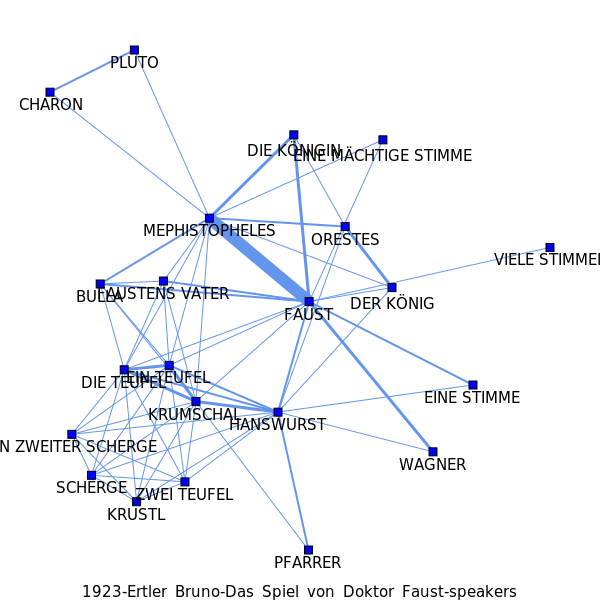 PLUTO
CHARON
DIE KÖNIGIN
EINE MÄCHTIGE STIMME
MEPHISTOPHELES
ORESTES
VIELE STIMMEN
BULLA
FAUSTENS VATER
DER KÖNIG
FAUST
DIE TEUFEL
EIN TEUFEL
EINE STIMME
KRUMSCHAL
HANSWURST
N ZWEITER SCHERGE
WAGNER
SCHERGE
ZWEI TEUFEL
KRUSTL
PFARRER
1923-Ertler Bruno-Das Spiel von Doktor Faust-speakers